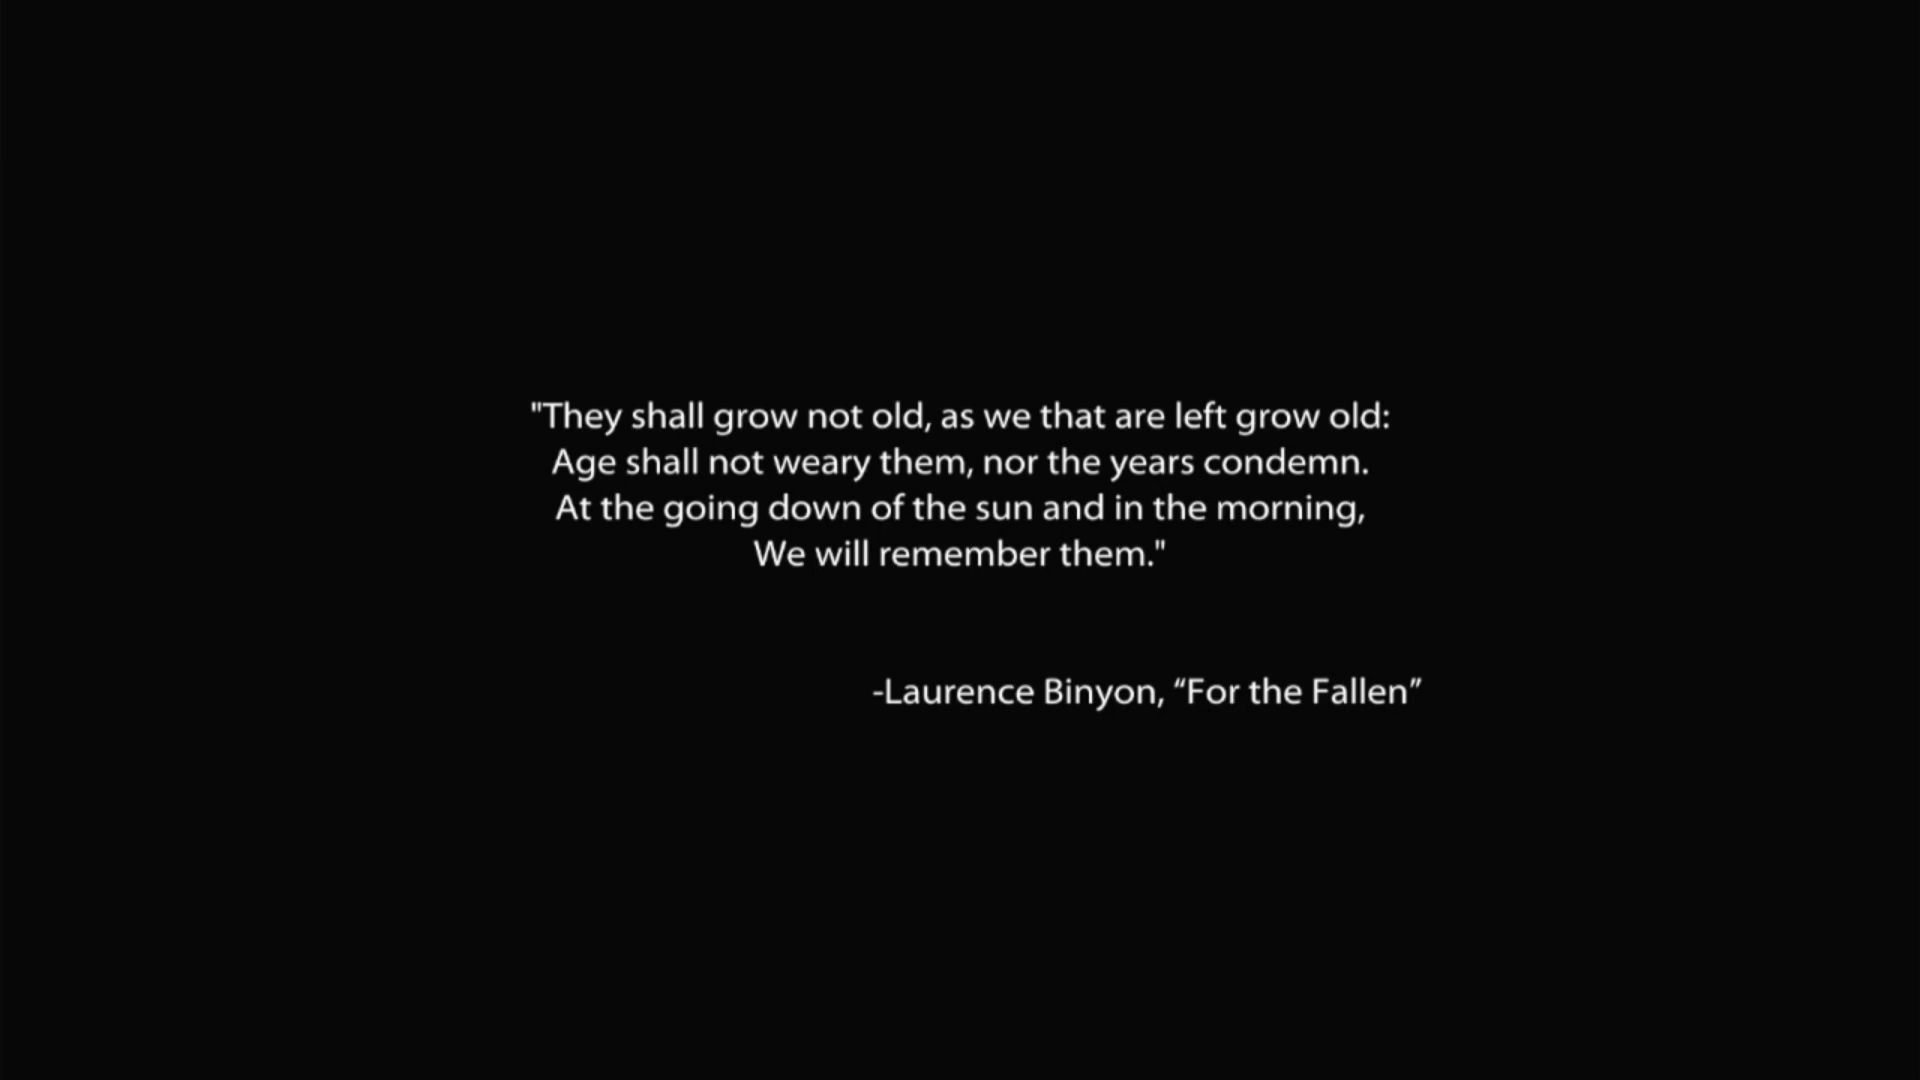 "They shall grow not old, as we that are left grow old:
Age shall not weary them, nor the years condemn.
At the going down of the sun and in the morning,
We will remember them."
-Laurence Binyon, “For the Fallen”